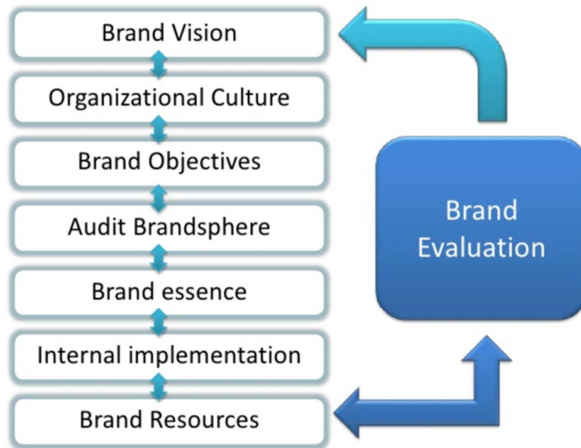 Brand Vision
Organizational Culture
Brand Objectives
Audit Brandsphere
Brand essence
Internal implementation
Brand Resources
Brand
Evaluation